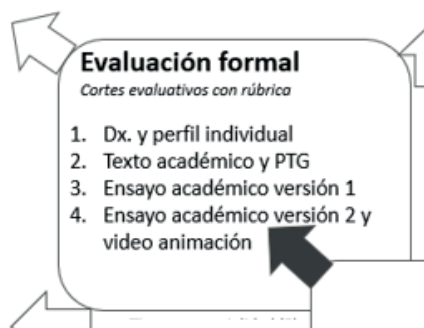 Evaluación formal
Cortes evaluativos con rúbrica
1. Dx. y perfil individual
2. Texto académico y PTG
3. Ensayo académico versión 1
4. Ensayo académico versión 2 y
video animación